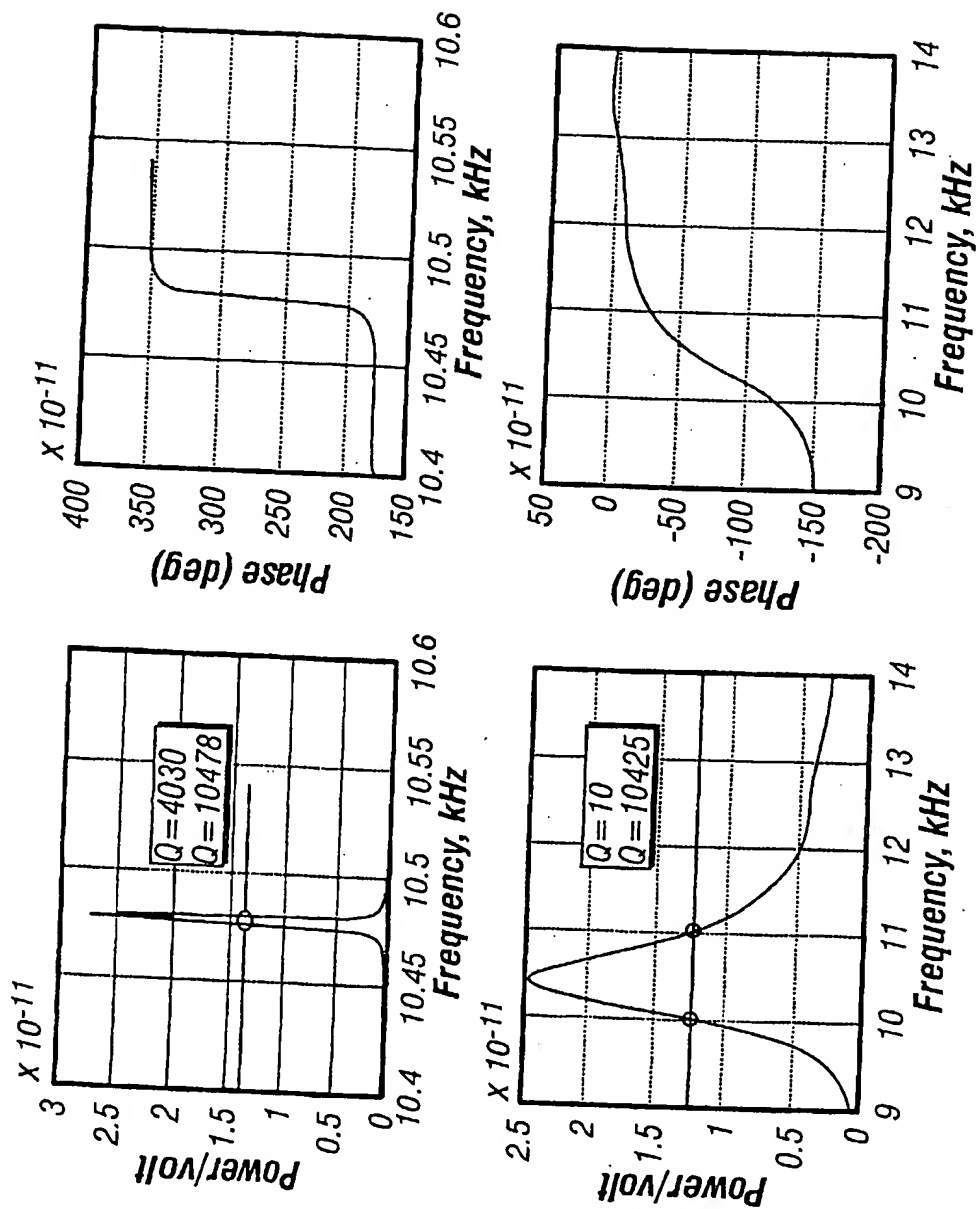 X 10-11
3
2.5
2
1.5
1
0.5
0
Power/volt
Q=4030
Q=10478
10.4
10.45
10.5
10.55
10.6
Frequency, kHz
X 10-11
400
350
300
250
200
150
Phase (deg)
10.4
10.45
10.5
10.55
10.6
Frequency, kHz
X 10-11
2.5
2
1.5
1
0.5
0
Power/volt
Q=10
Q=10425
9
10
11
12
13
14
Frequency, kHz
X 10-11
50
0
-50
-100
-150
-200
Phase (deg)
9
10
11
12
13
14
Frequency, kHz